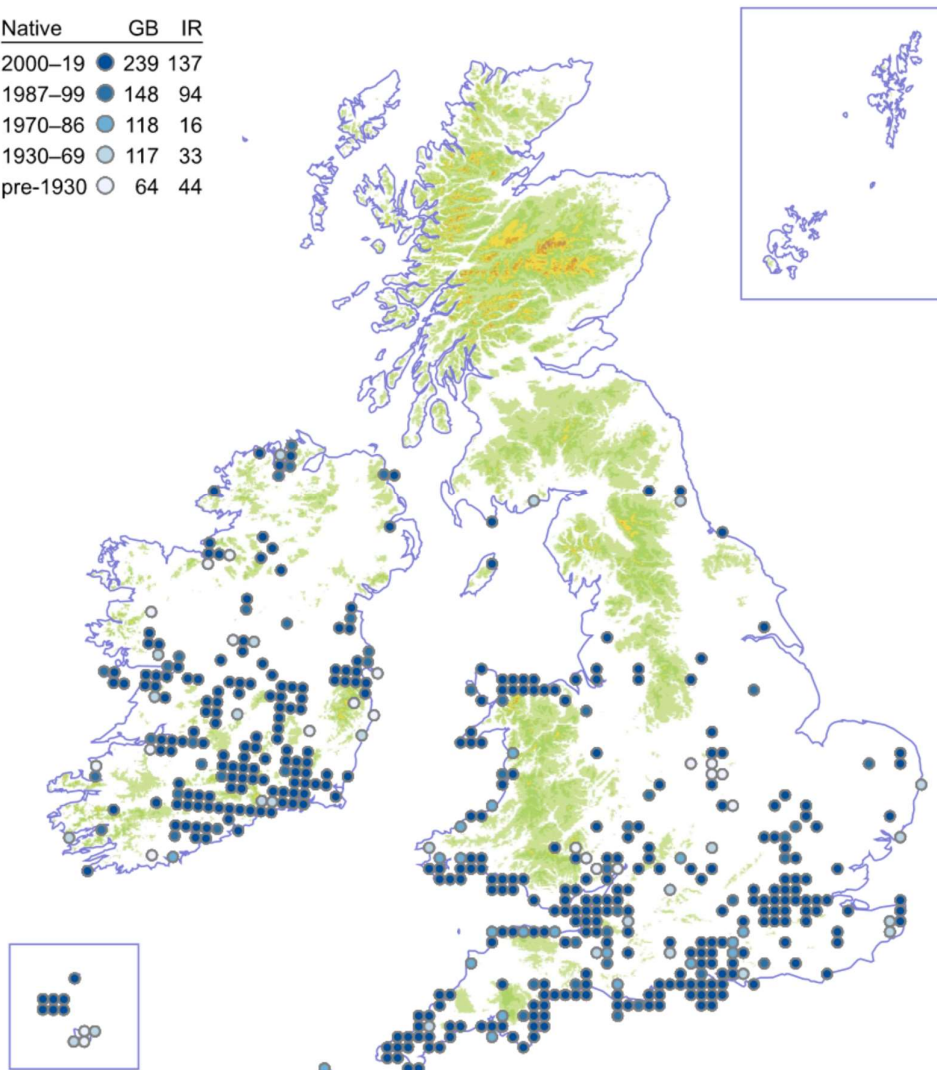 Native GB IR
2000–19 239 137
1987–99 148 94
1970–86 118 16
1930–69 117 33
pre-1930 64 44